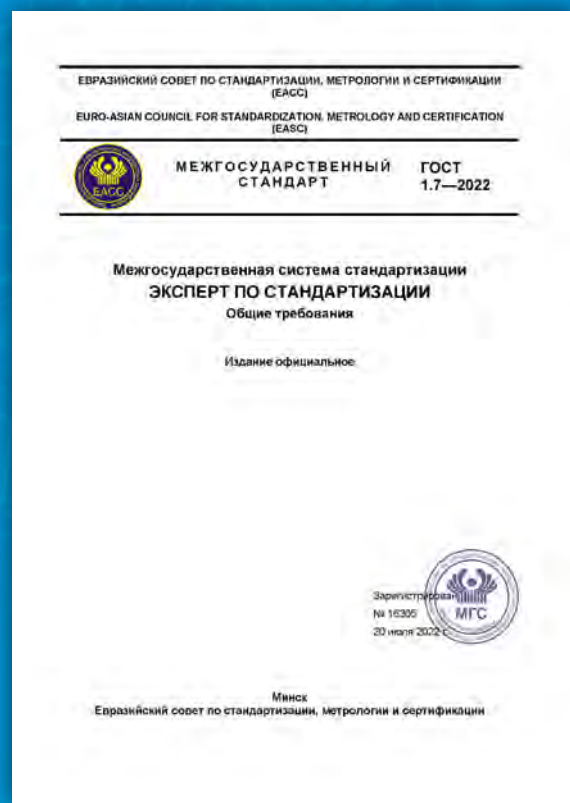 ЕВРАЗИЙСКИЙ СОВЕТ ПО СТАНДАРТИЗАЦИИ, МЕТРОЛОГИИ И СЕРТИФИКАЦИИ
(ЕАСС)
EURO-ASIAN COUNCIL FOR STANDARDIZATION, METROLOGY AND CERTIFICATION
(EASC)
ЕАСС
МЕЖГОСУДАРСТВЕННЫЙ
СТАНДАРТ
ГОСТ
1.7—2022
Межгосударственная система стандартизации
ЭКСПЕРТ ПО СТАНДАРТИЗАЦИИ
Общие требования
Издание официальное
Зарегистрирован
№ 16305
20 июля 2022 г.
МГС
Минск
Евразийский совет по стандартизации, метрологии и сертификации